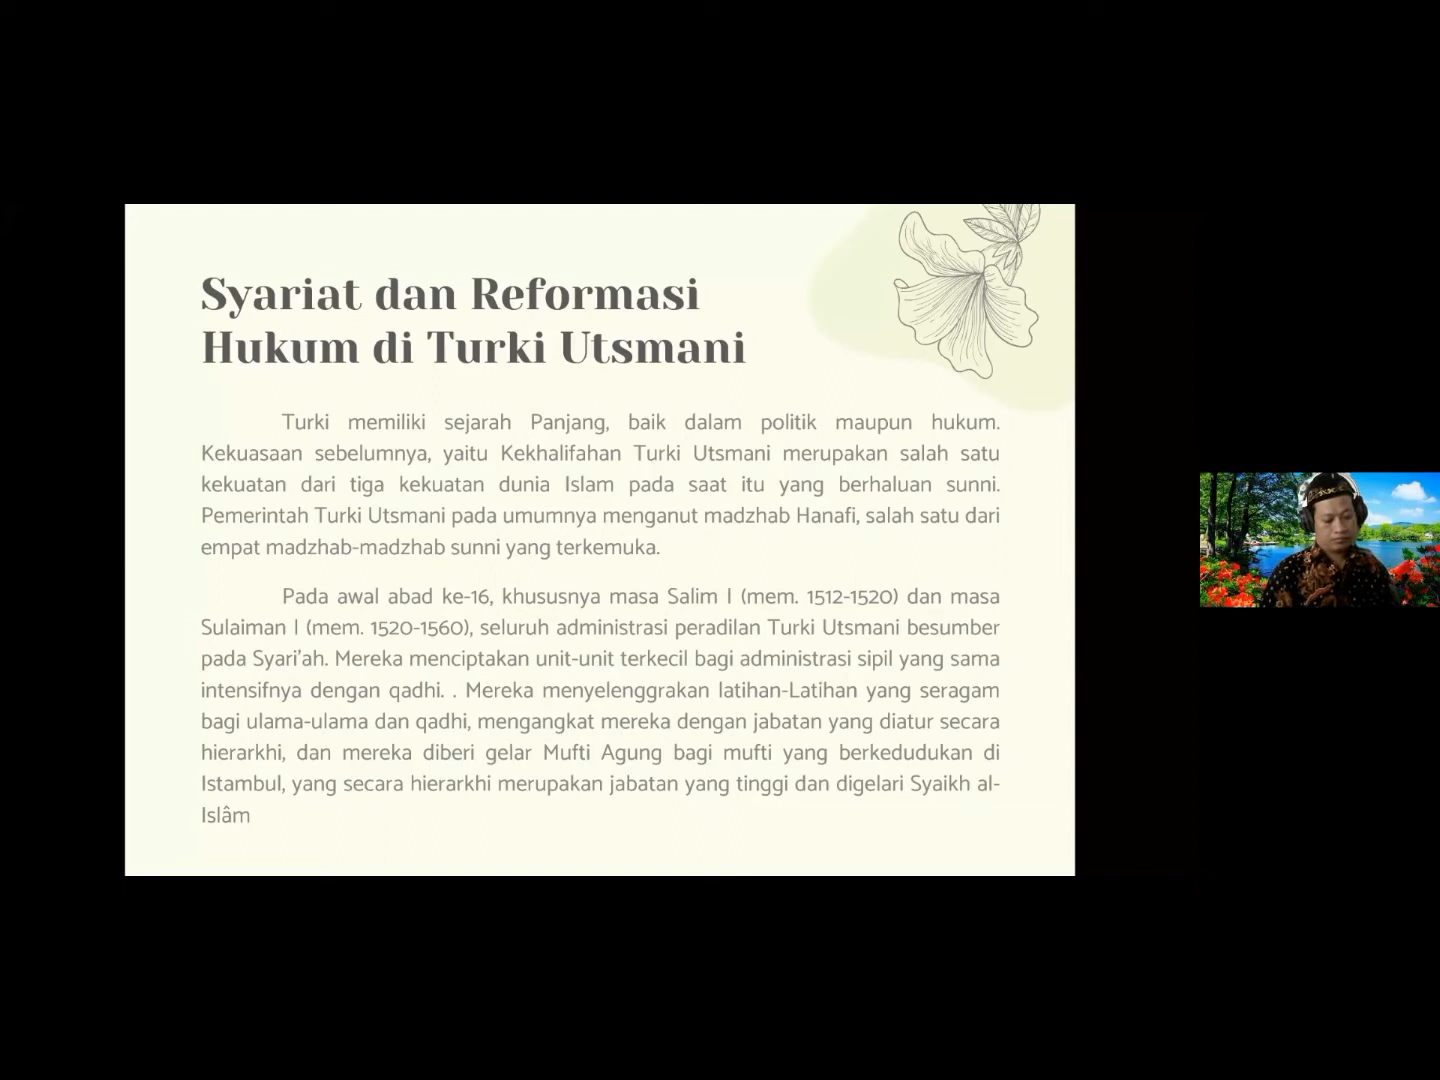 Syariat dan Reformasi
Hukum di Turki Utsmani
Turki memiliki sejarah Panjang, baik dalam politik maupun hukum.
Kekuasaan sebelumnya, yaitu Kekhalifahan Turki Utsmani merupakan salah satu
kekuatan dari tiga kekuatan dunia Islam pada saat itu yang berhaluan sunni.
Pemerintah Turki Utsmani pada umumnya menganut madzhab Hanafi, salah satu dari
empat madzhab-madzhab sunni yang terkemuka.
Pada awal abad ke-16, khususnya masa Salim I (mem. 1512-1520) dan masa
Sulaiman I (mem. 1520-1560), seluruh administrasi peradilan Turki Utsmani besumber
pada Syari'ah. Mereka menciptakan unit-unit terkecil bagi administrasi sipil yang sama
intensifnya dengan qadhi. . Mereka menyelenggrakan latihan-Latihan yang seragam
bagi ulama-ulama dan qadhi, mengangkat mereka dengan jabatan yang diatur secara
hierarkhi, dan mereka diberi gelar Mufti Agung bagi mufti yang berkedudukan di
Istambul, yang secara hierarkhi merupakan jabatan yang tinggi dan digelari Syaikh al-
Islâm